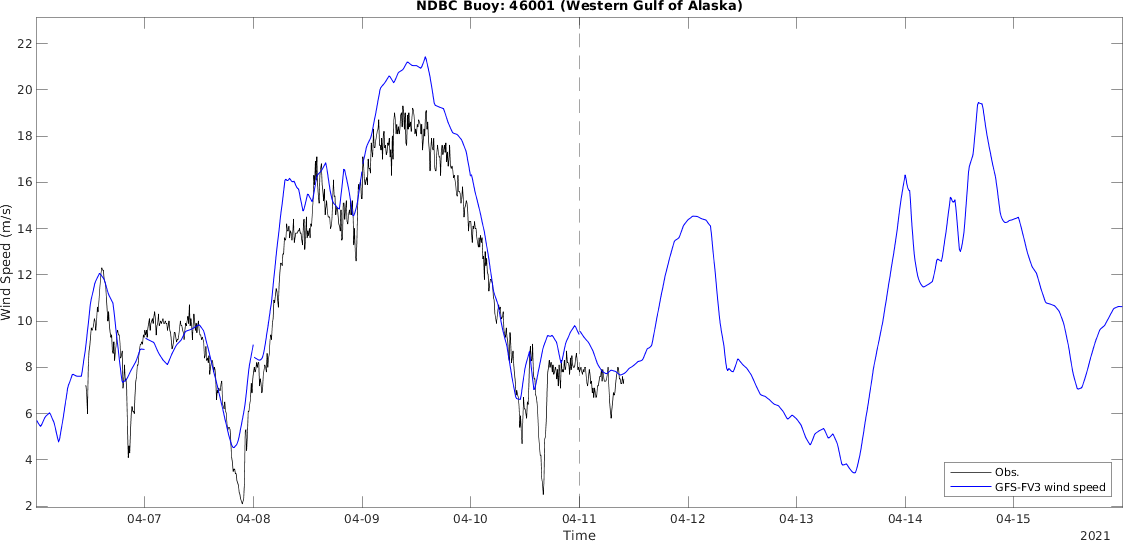 NDBC Buoy: 46001 (Western Gulf of Alaska)
Wind Speed (m/s)
22
20
18
16
14
12
10
8
6
4
2
Obs.
GFS-FV3 wind speed
04-07 04-08 04-09 04-10 04-11 04-12 04-13 04-14 04-15
Time
2021